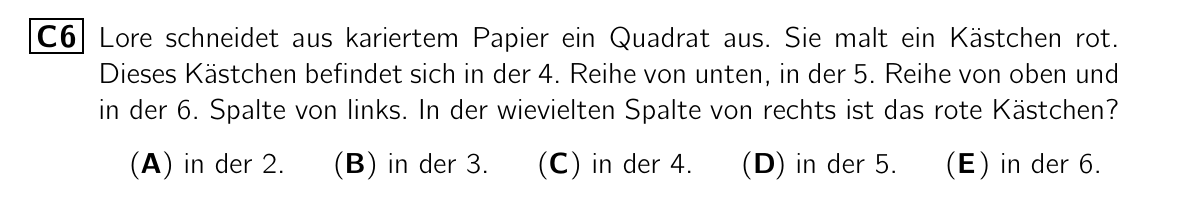 C6 Lore schneidet aus kariertem Papier ein Quadrat aus. Sie malt ein Kästchen rot.
Dieses Kästchen befindet sich in der 4. Reihe von unten, in der 5. Reihe von oben und
in der 6. Spalte von links. In der wievielten Spalte von rechts ist das rote Kästchen?
(A) in der 2. (B) in der 3. (C) in der 4. (D) in der 5. (E) in der 6.